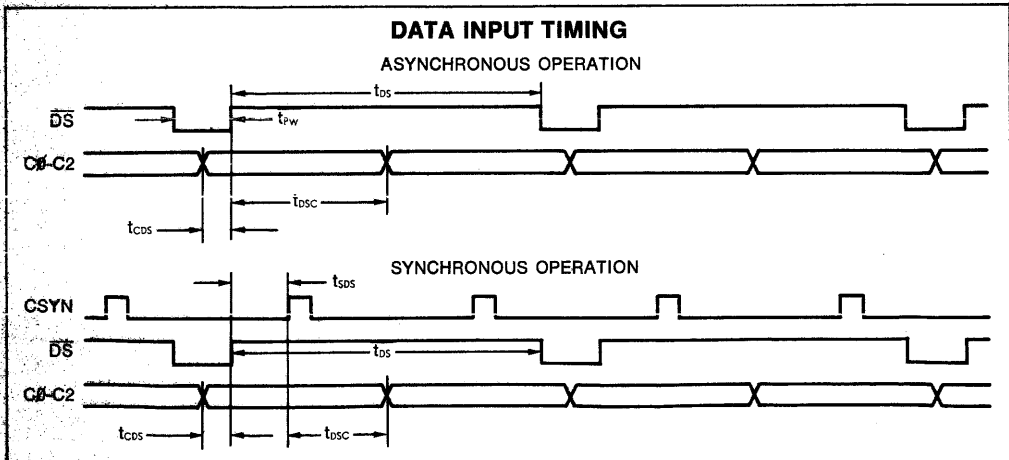 DATA INPUT TIMING
ASYNCHRONOUS OPERATION
tDS
DS
tPW
CØ-C2
tDSC
tCDS
SYNCHRONOUS OPERATION
tSDS
CSYN
DS
tDS
CØ-C2
tCDS
tDSC